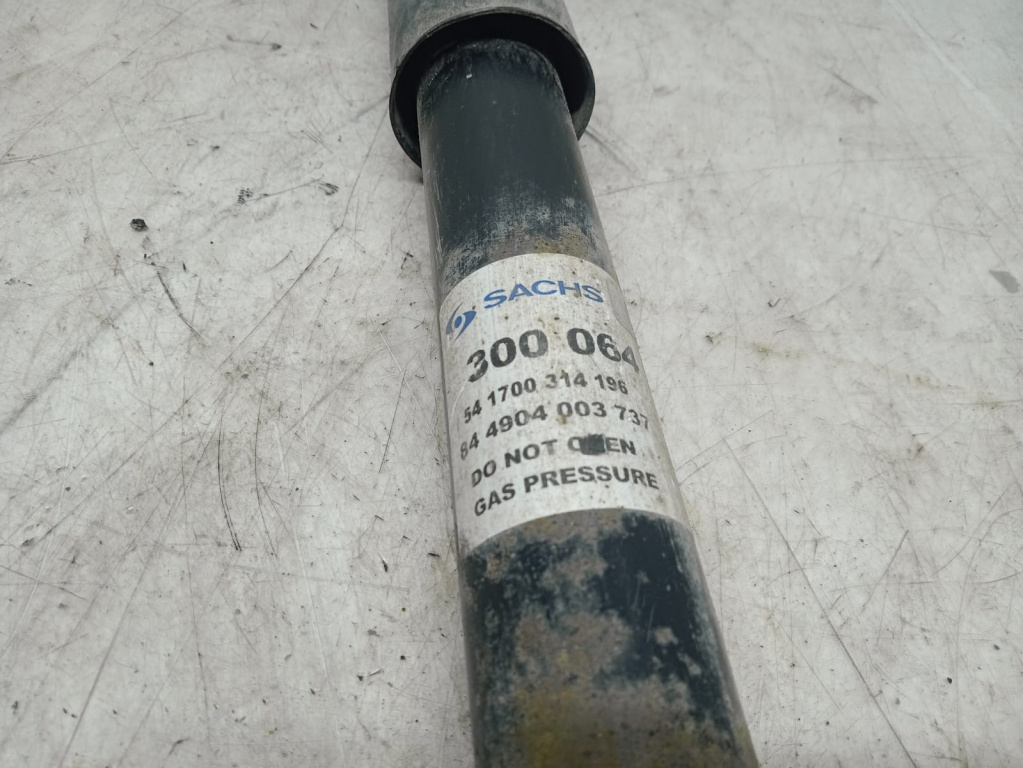 SACHS
300 064
54 1700 314 196
84 4904 003 737
DO NOT
GAS PRESSURE